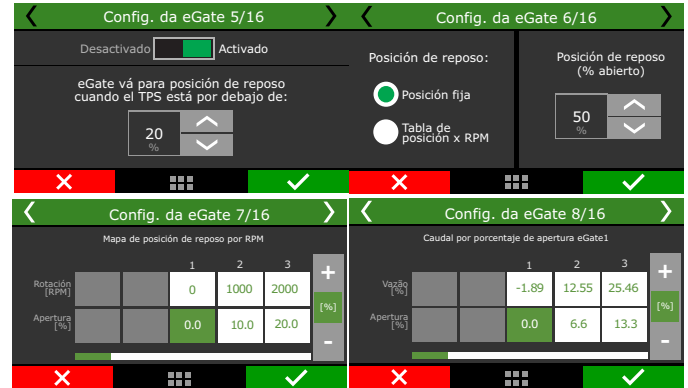 Config. da eGate 5/16
Desactivado Activado
eGate vá para posición de reposo
cuando el TPS está por debajo de:
20
%
Config. da eGate 6/16
Posición de reposo:
Posición fija
Tabla de
posición x RPM
Posición de reposo
(% abierto)
50
%
Config. da eGate 7/16
Mapa de posición de reposo por RPM
1 2 3
+
Rotación
[RPM]
0 1000 2000
[%]
Apertura
[%]
0.0 10.0 20.0
-
Config. da eGate 8/16
Caudal por porcentaje de apertura eGate1
1 2 3
+
Vazão
[%]
-1.89 12.55 25.46
[%]
Apertura
[%]
0.0 6.6 13.3
-